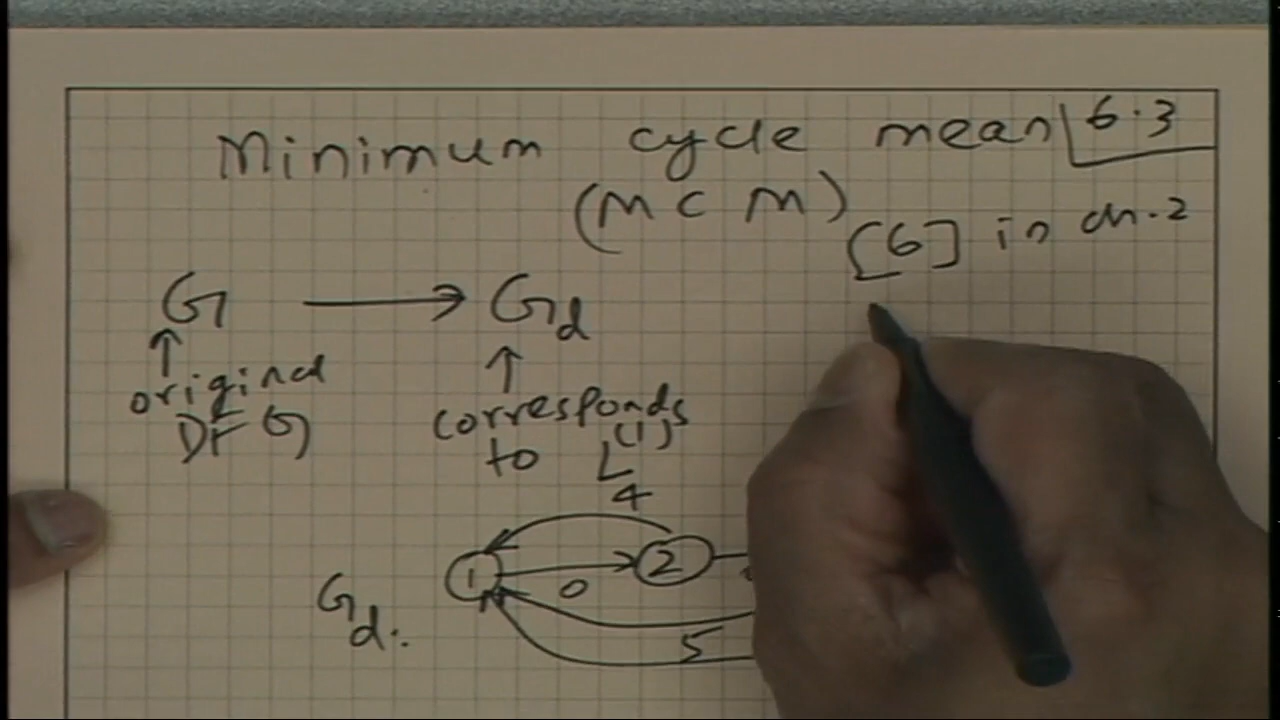 Minimum cycle mean 6.3
(MCM)
[6] in ch.2
G → Gd
↑ ↑
original corresponds
DFG to L(1)
4
1 2
0
Gd:
5